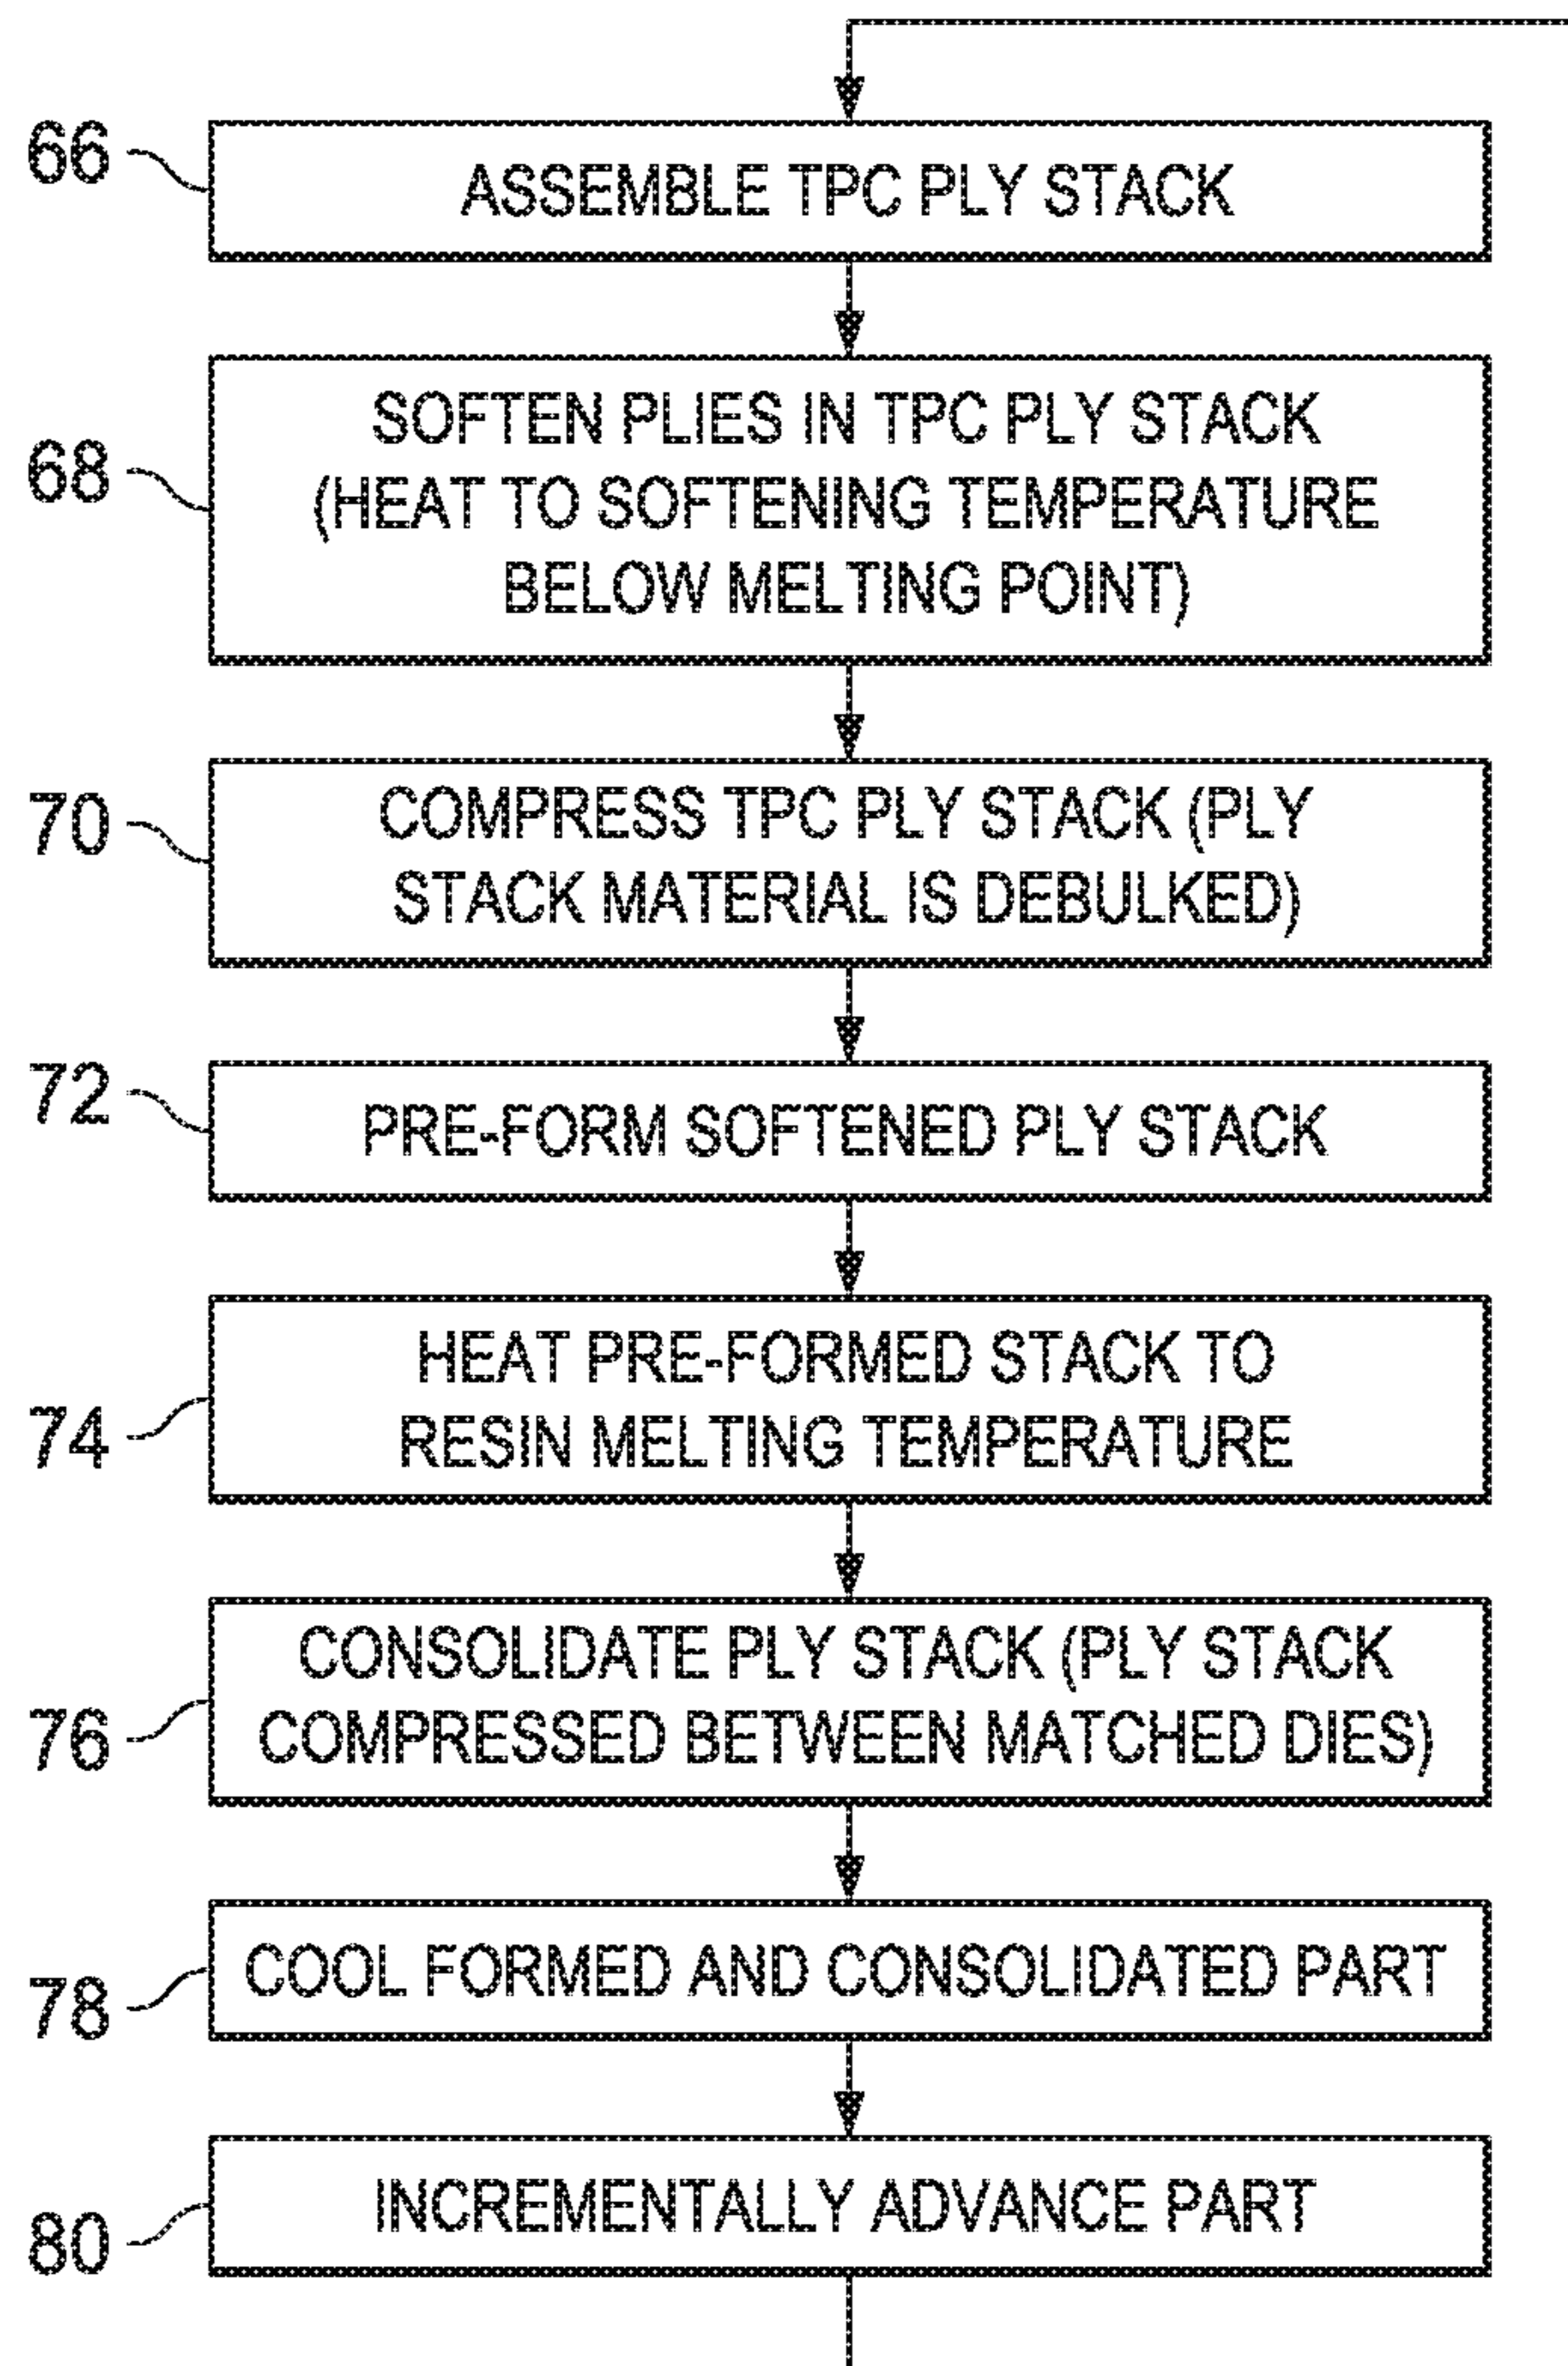 66
ASSEMBLE TPC PLY STACK
68
SOFTEN PLIES IN TPC PLY STACK
(HEAT TO SOFTENING TEMPERATURE
BELOW MELTING POINT)
70
COMPRESS TPC PLY STACK (PLY
STACK MATERIAL IS DEBULKED)
72
PRE-FORM SOFTENED PLY STACK
74
HEAT PRE-FORMED STACK TO
RESIN MELTING TEMPERATURE
76
CONSOLIDATE PLY STACK (PLY STACK
COMPRESSED BETWEEN MATCHED DIES)
78
COOL FORMED AND CONSOLIDATED PART
80
INCREMENTALLY ADVANCE PART